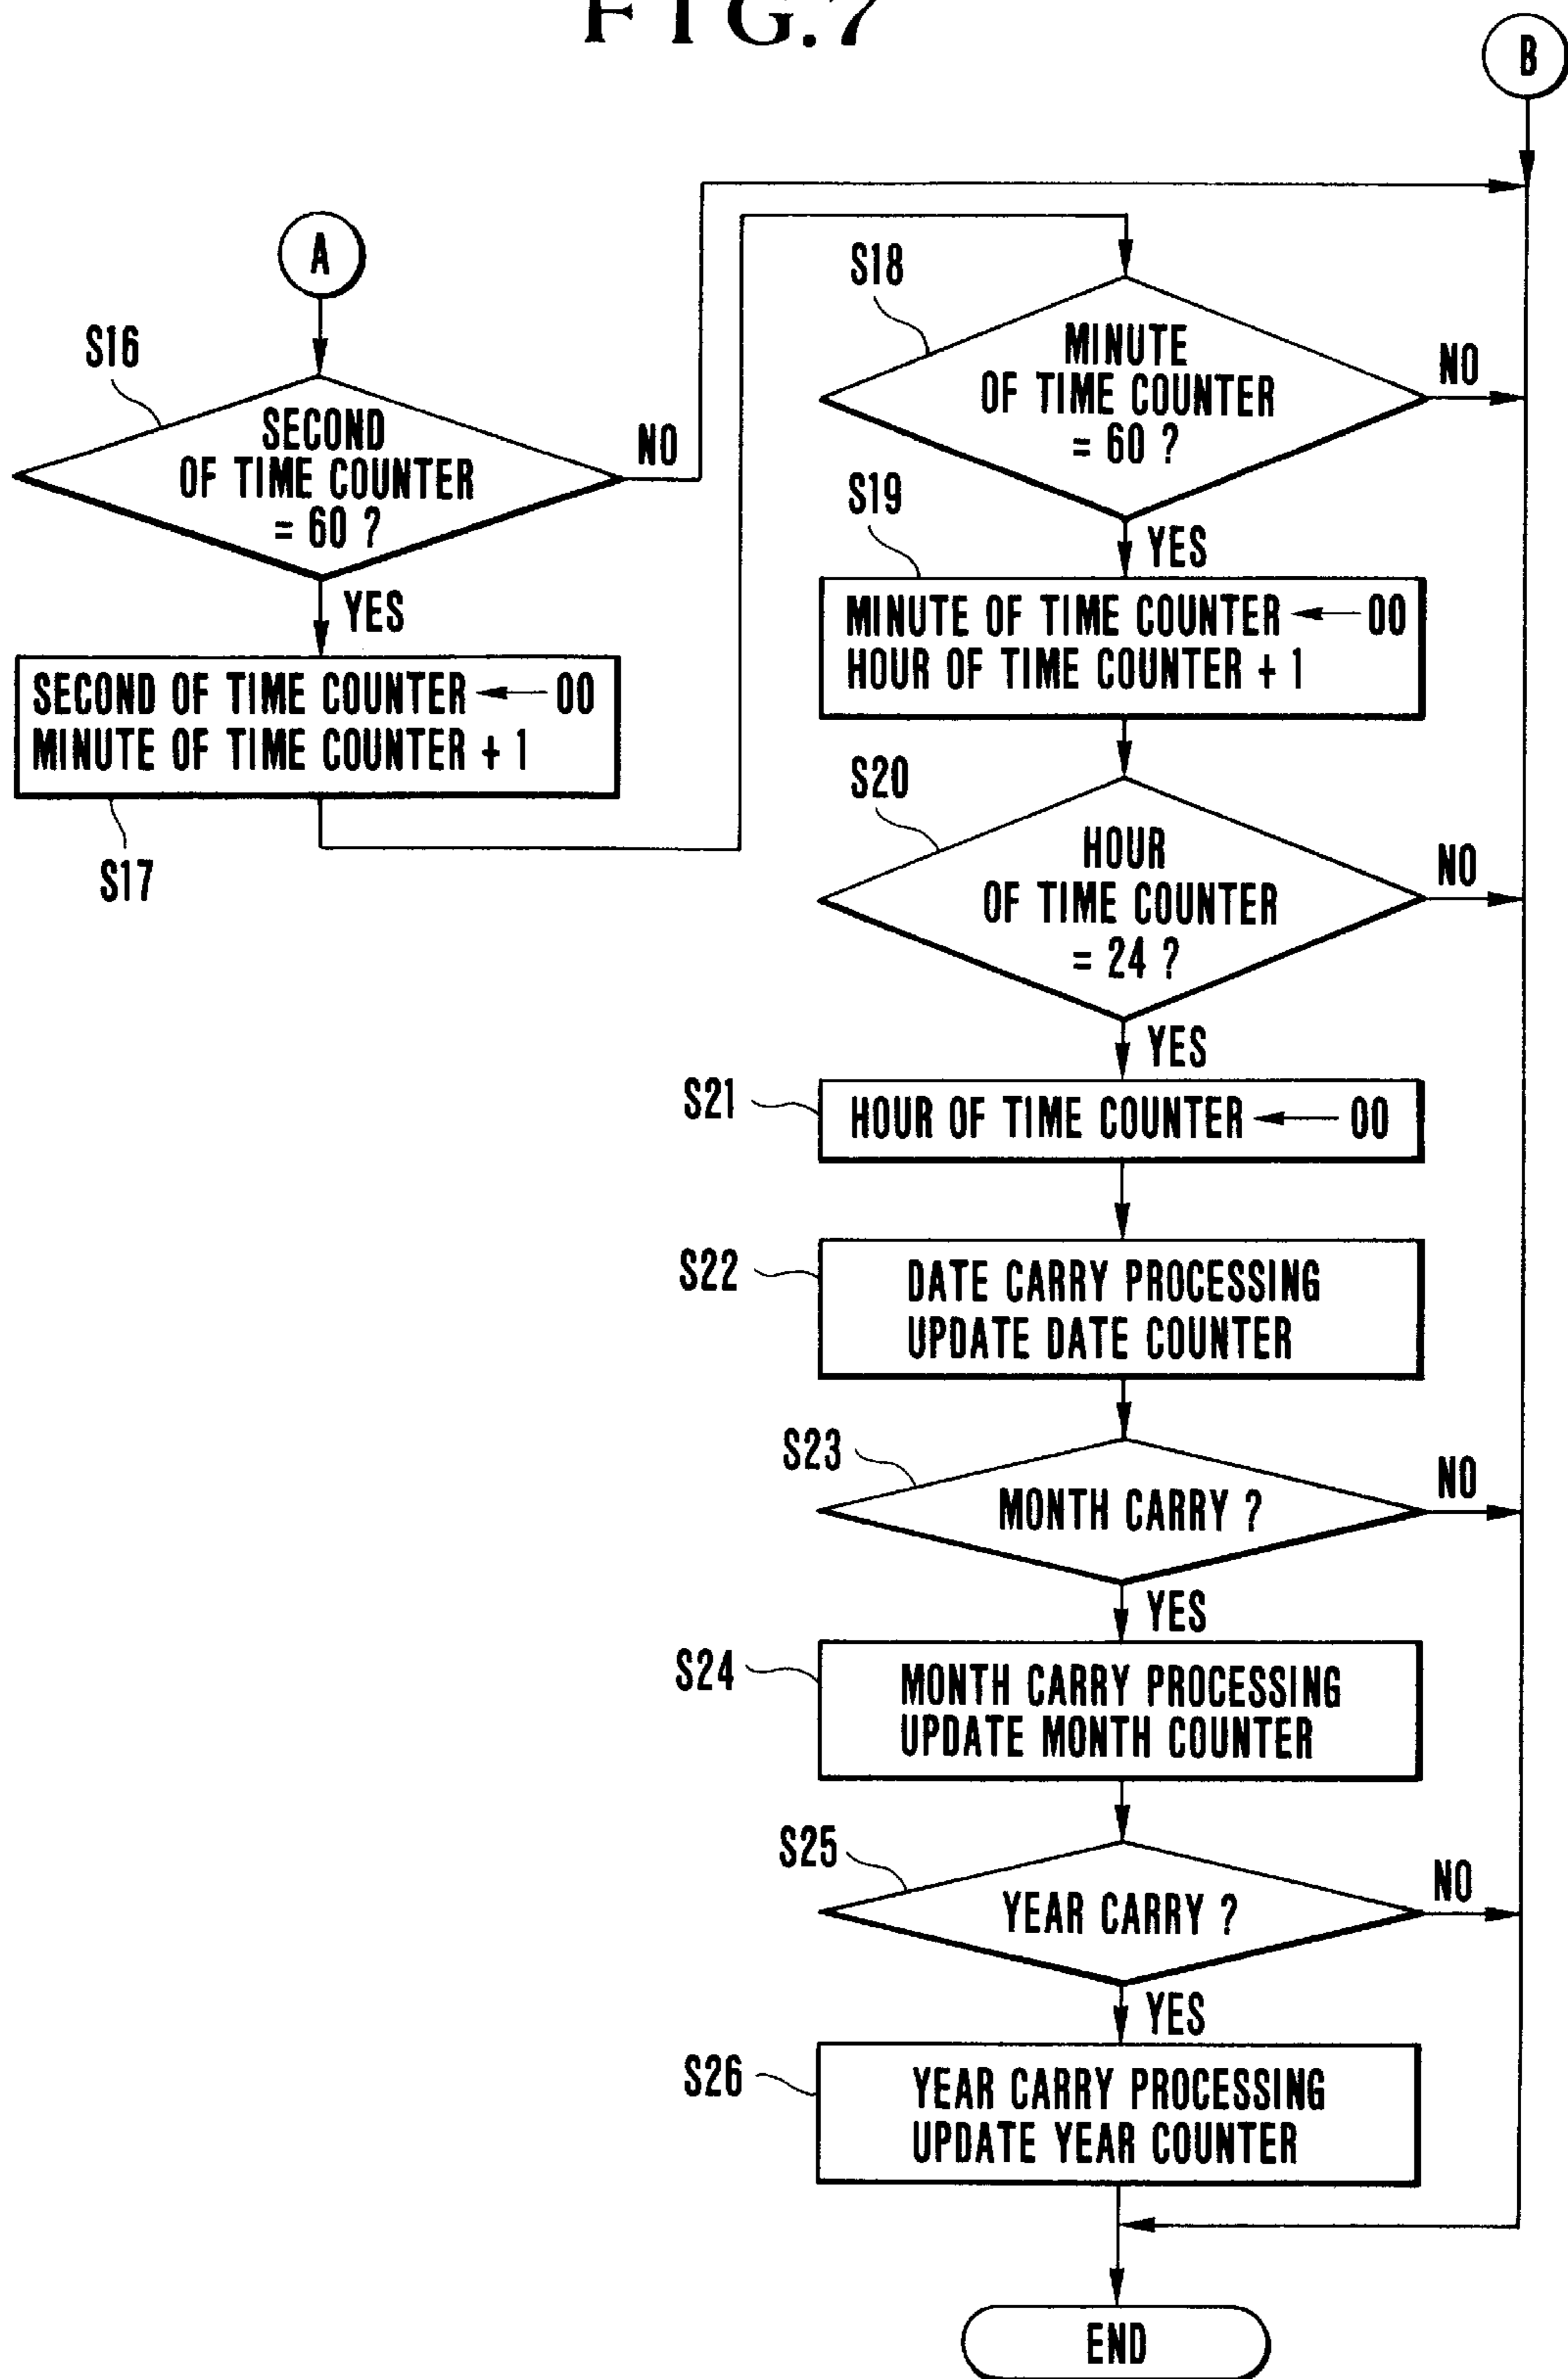 FIG.7
B
A
S16
SECOND
OF TIME COUNTER
= 60 ?
NO
YES
SECOND OF TIME COUNTER ← 00
MINUTE OF TIME COUNTER + 1
S17
S18
MINUTE
OF TIME COUNTER
= 60 ?
NO
YES
S19
MINUTE OF TIME COUNTER ← 00
HOUR OF TIME COUNTER + 1
S20
HOUR
OF TIME COUNTER
= 24 ?
NO
YES
S21
HOUR OF TIME COUNTER ← 00
S22
DATE CARRY PROCESSING
UPDATE DATE COUNTER
S23
MONTH CARRY ?
NO
YES
S24
MONTH CARRY PROCESSING
UPDATE MONTH COUNTER
S25
YEAR CARRY ?
NO
YES
S26
YEAR CARRY PROCESSING
UPDATE YEAR COUNTER
END